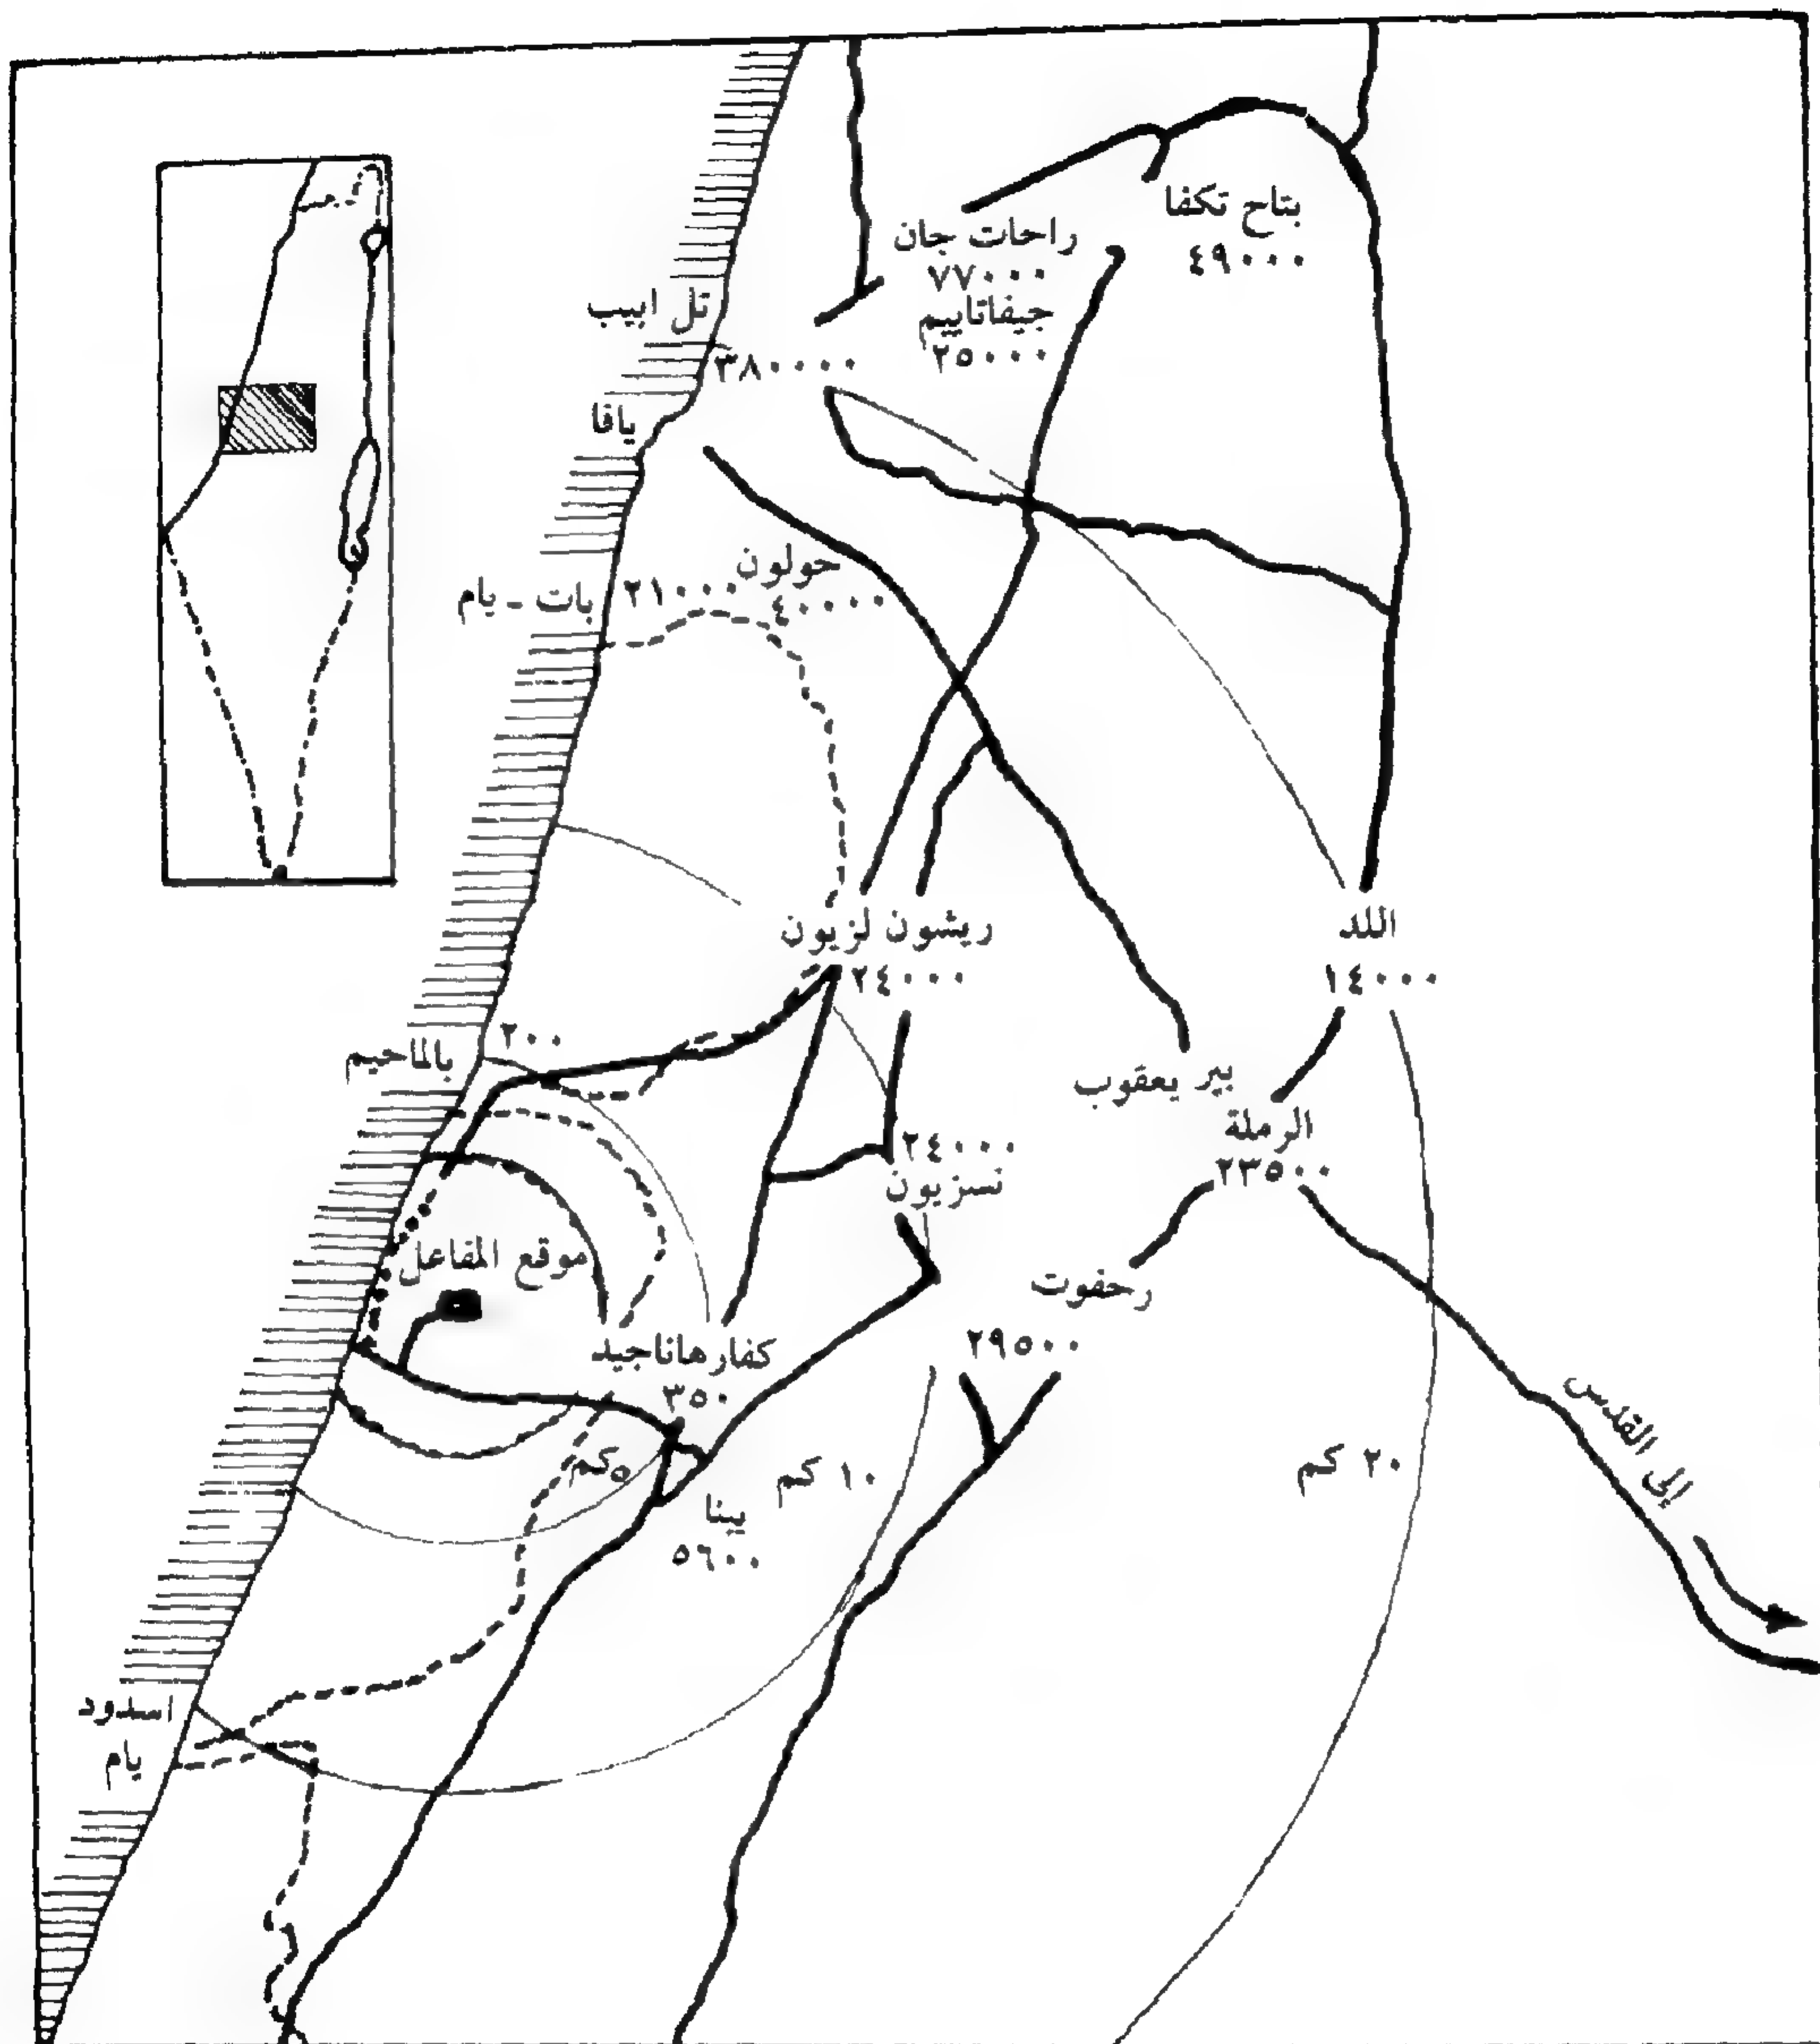 بتاح تكفا
٤٩٠٠٠
راحات جان
٧٧٠٠٠
جيفاتاييم
٢٥٠٠٠
تل ابيب
٣٨٠٠٠٠
يافا
حولون
٤٠٠٠٠
بات - يام
٢١٠٠٠
ريشون لزيون
٢٤٠٠٠
اللد
١٤٠٠٠
بالماحيم
٢٠٠
بير يعقوب
الرملة
٢٣٥٠٠
٢٤٠٠٠
نسزيون
موقع المفاعل
رحفوت
٢٩٥٠٠
كفارهاناجيد
٣٥٠
٥كم
١٠ كم
٢٠ كم
إلى القدس
يبنا
٥٦٠٠
اسدود
يام